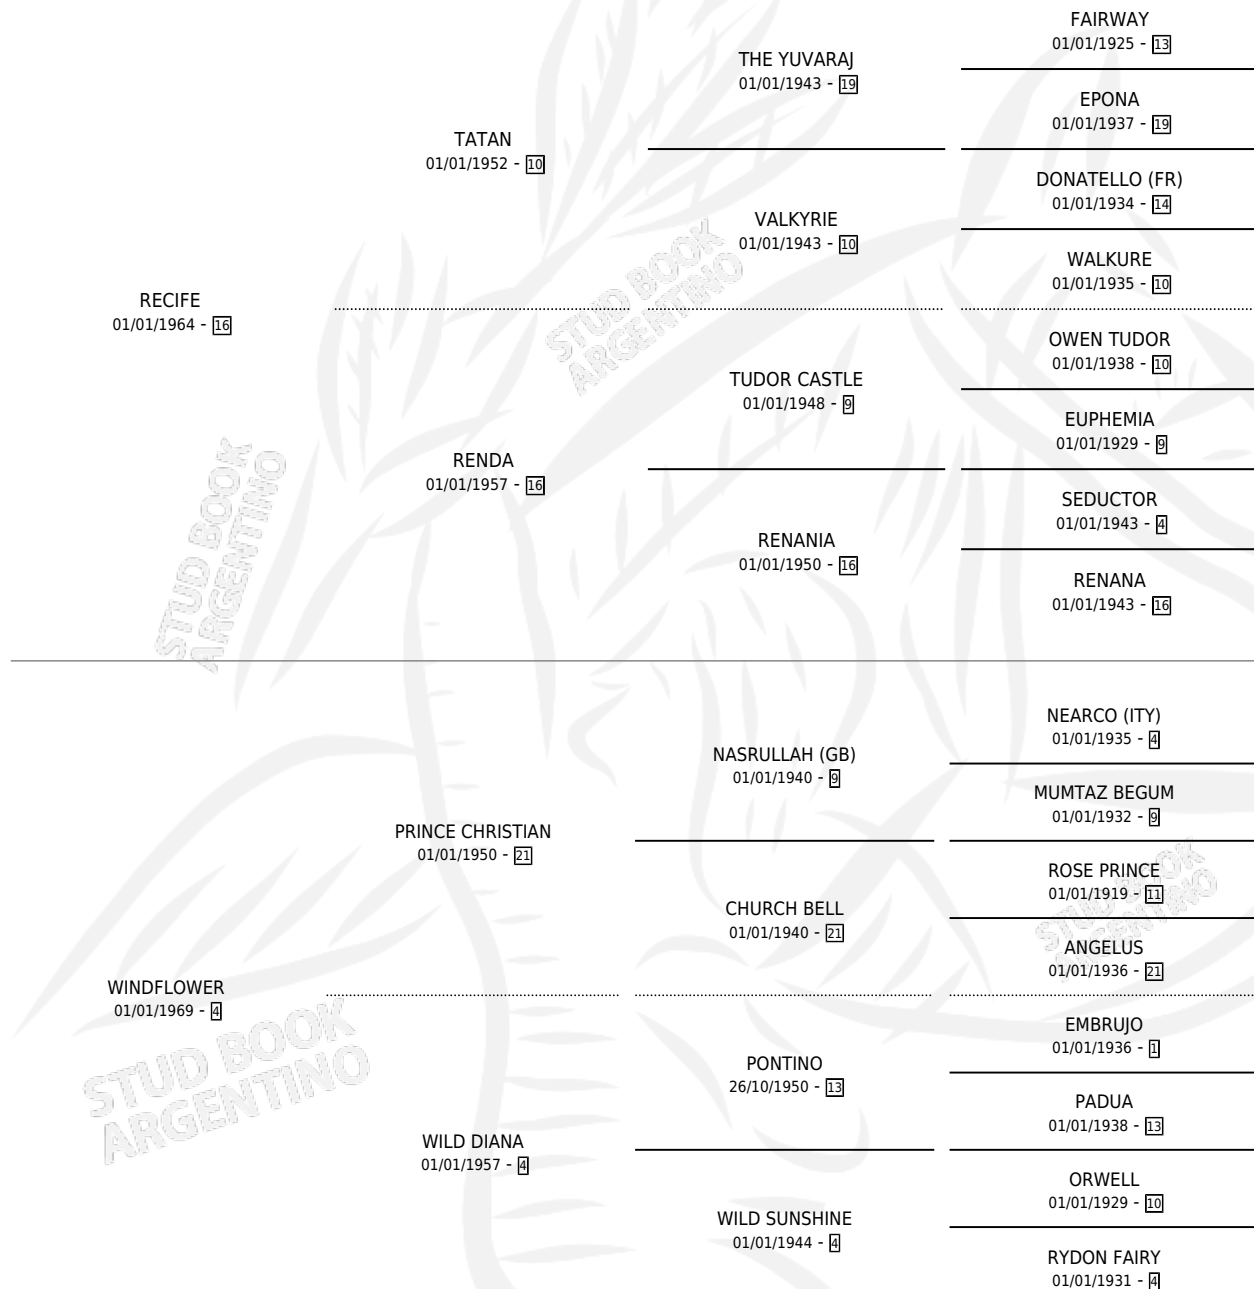 RECIFE
01/01/1964 - 16
TATAN
01/01/1952 - 10
THE YUVARAJ
01/01/1943 - 19
FAIRWAY
01/01/1925 - 13
EPONA
01/01/1937 - 19
VALKYRIE
01/01/1943 - 10
DONATELLO (FR)
01/01/1934 - 14
WALKURE
01/01/1935 - 10
RENDA
01/01/1957 - 16
TUDOR CASTLE
01/01/1948 - 9
OWEN TUDOR
01/01/1938 - 10
EUPHEMIA
01/01/1929 - 9
RENANIA
01/01/1950 - 16
SEDUCTOR
01/01/1943 - 4
RENANA
01/01/1943 - 16
WINDFLOWER
01/01/1969 - 4
PRINCE CHRISTIAN
01/01/1950 - 21
NASRULLAH (GB)
01/01/1940 - 9
NEARCO (ITY)
01/01/1935 - 4
MUMTAZ BEGUM
01/01/1932 - 9
CHURCH BELL
01/01/1940 - 21
ROSE PRINCE
01/01/1919 - 11
ANGELUS
01/01/1936 - 21
WILD DIANA
01/01/1957 - 4
PONTINO
26/10/1950 - 13
EMBRUJO
01/01/1936 - 1
PADUA
01/01/1938 - 13
WILD SUNSHINE
01/01/1944 - 4
ORWELL
01/01/1929 - 10
RYDON FAIRY
01/01/1931 - 4
STUD BOOK
ARGENTINO
STUD BOOK
ARGENTINO
STUD BOOK
ARGENTINO
STUD BOOK
ARGENTINO